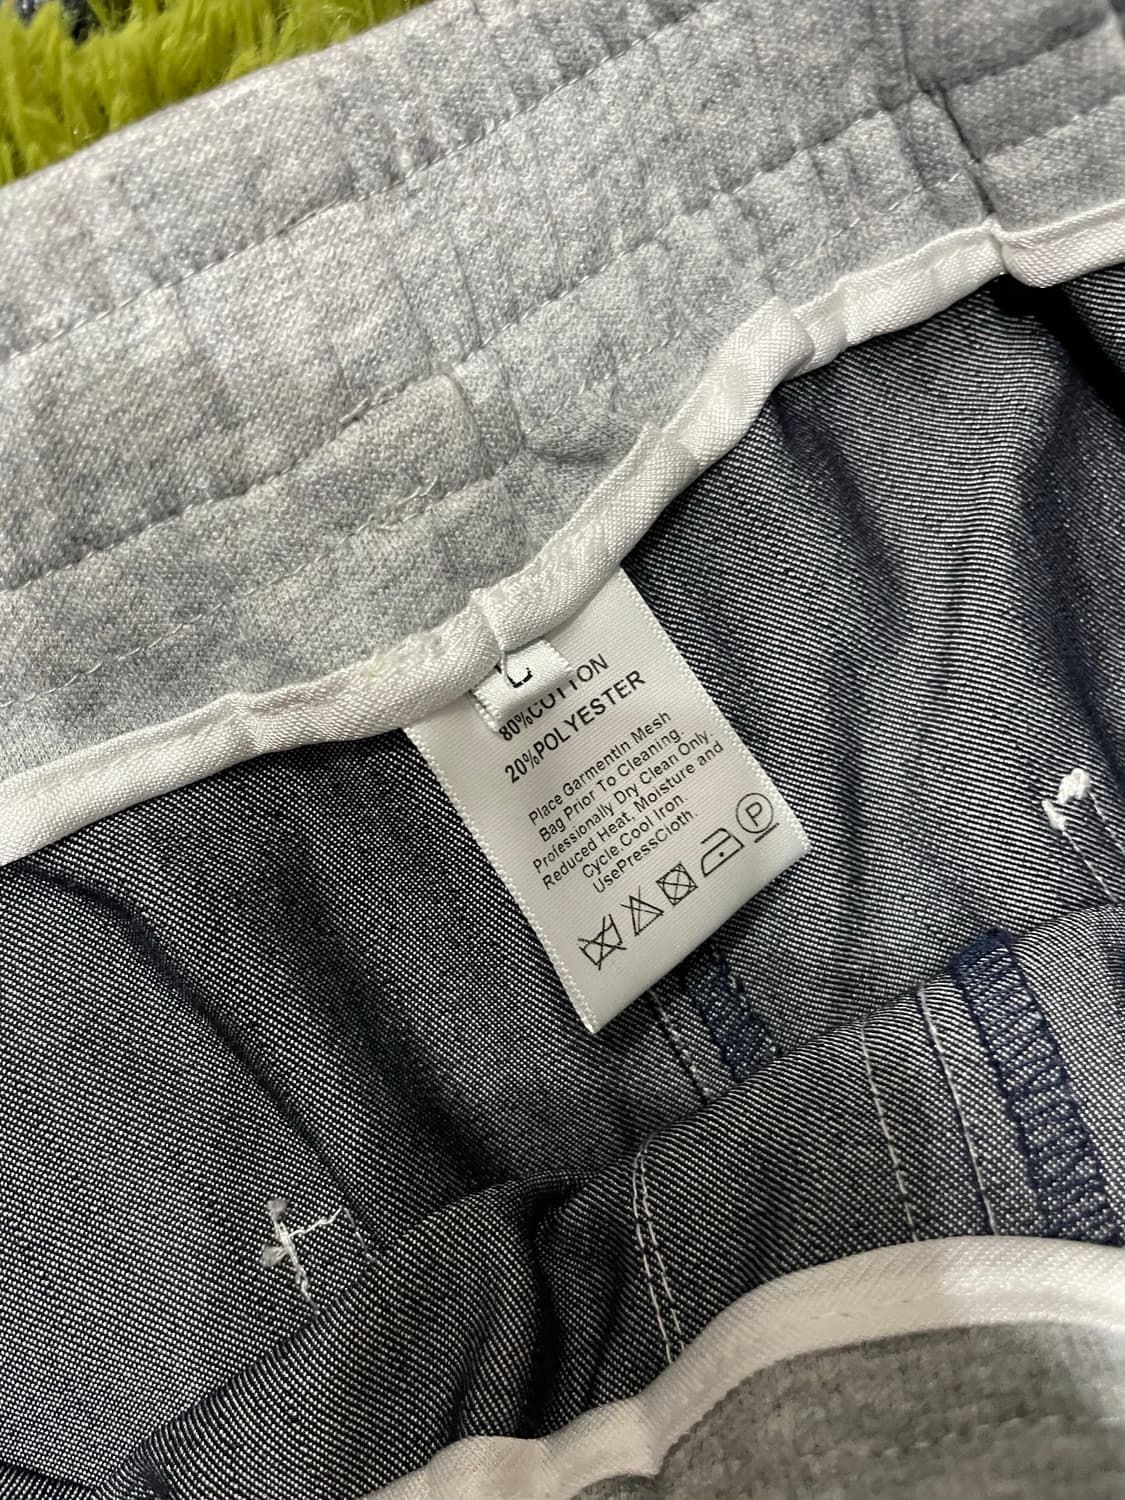 L
80%COTTON
20%POLYESTER
Place GarmentIn Mesh
Bag Prior To Cleaning
Professionally Dry Clean Only.
Reduced Heat, Moisture and
Cycle.Cool Iron.
UsePressCloth.
P